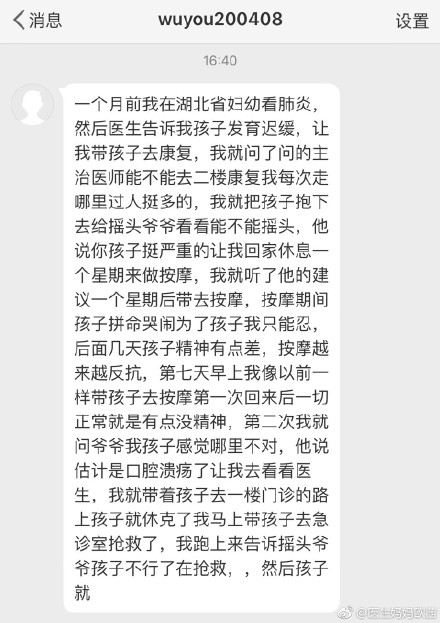 消息
wuyou200408
设置
16:40
一个月前我在湖北省妇幼看肺炎，
然后医生告诉我孩子发育迟缓，让
我带孩子去康复，我就问了问的主
治医师能不能去二楼康复我每次走
哪里过人挺多的，我就把孩子抱下
去给摇头爷爷看看能不能摇头，他
说你孩子挺严重的让我回家休息一
个星期来做按摩，我就听了他的建
议一个星期后带去按摩，按摩期间
孩子拼命哭闹为了孩子我只能忍，
后面几天孩子精神有点差，按摩越
来越反抗，第七天早上我像以前一
样带孩子去按摩第一次回来后一切
正常就是有点没精神，第二次我就
问爷爷我孩子感觉哪里不对，他说
估计是口腔溃疡了让我去看看医
生，我就带着孩子去一楼门诊的路
上孩子就休克了我马上带孩子去急
诊室抢救了，我跑上来告诉摇头爷
爷孩子不行了在抢救，，然后孩子
就
@医生妈妈欧茜